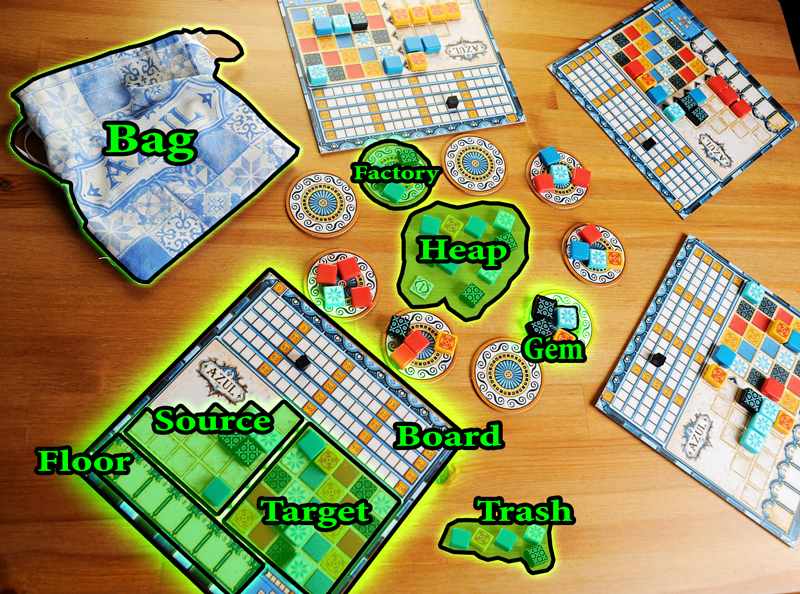 AZUL
AZUL
Bag
AZUL
Factory
Heap
Gem
AZUL
Source
Board
Floor
AZUL
Target
Trash